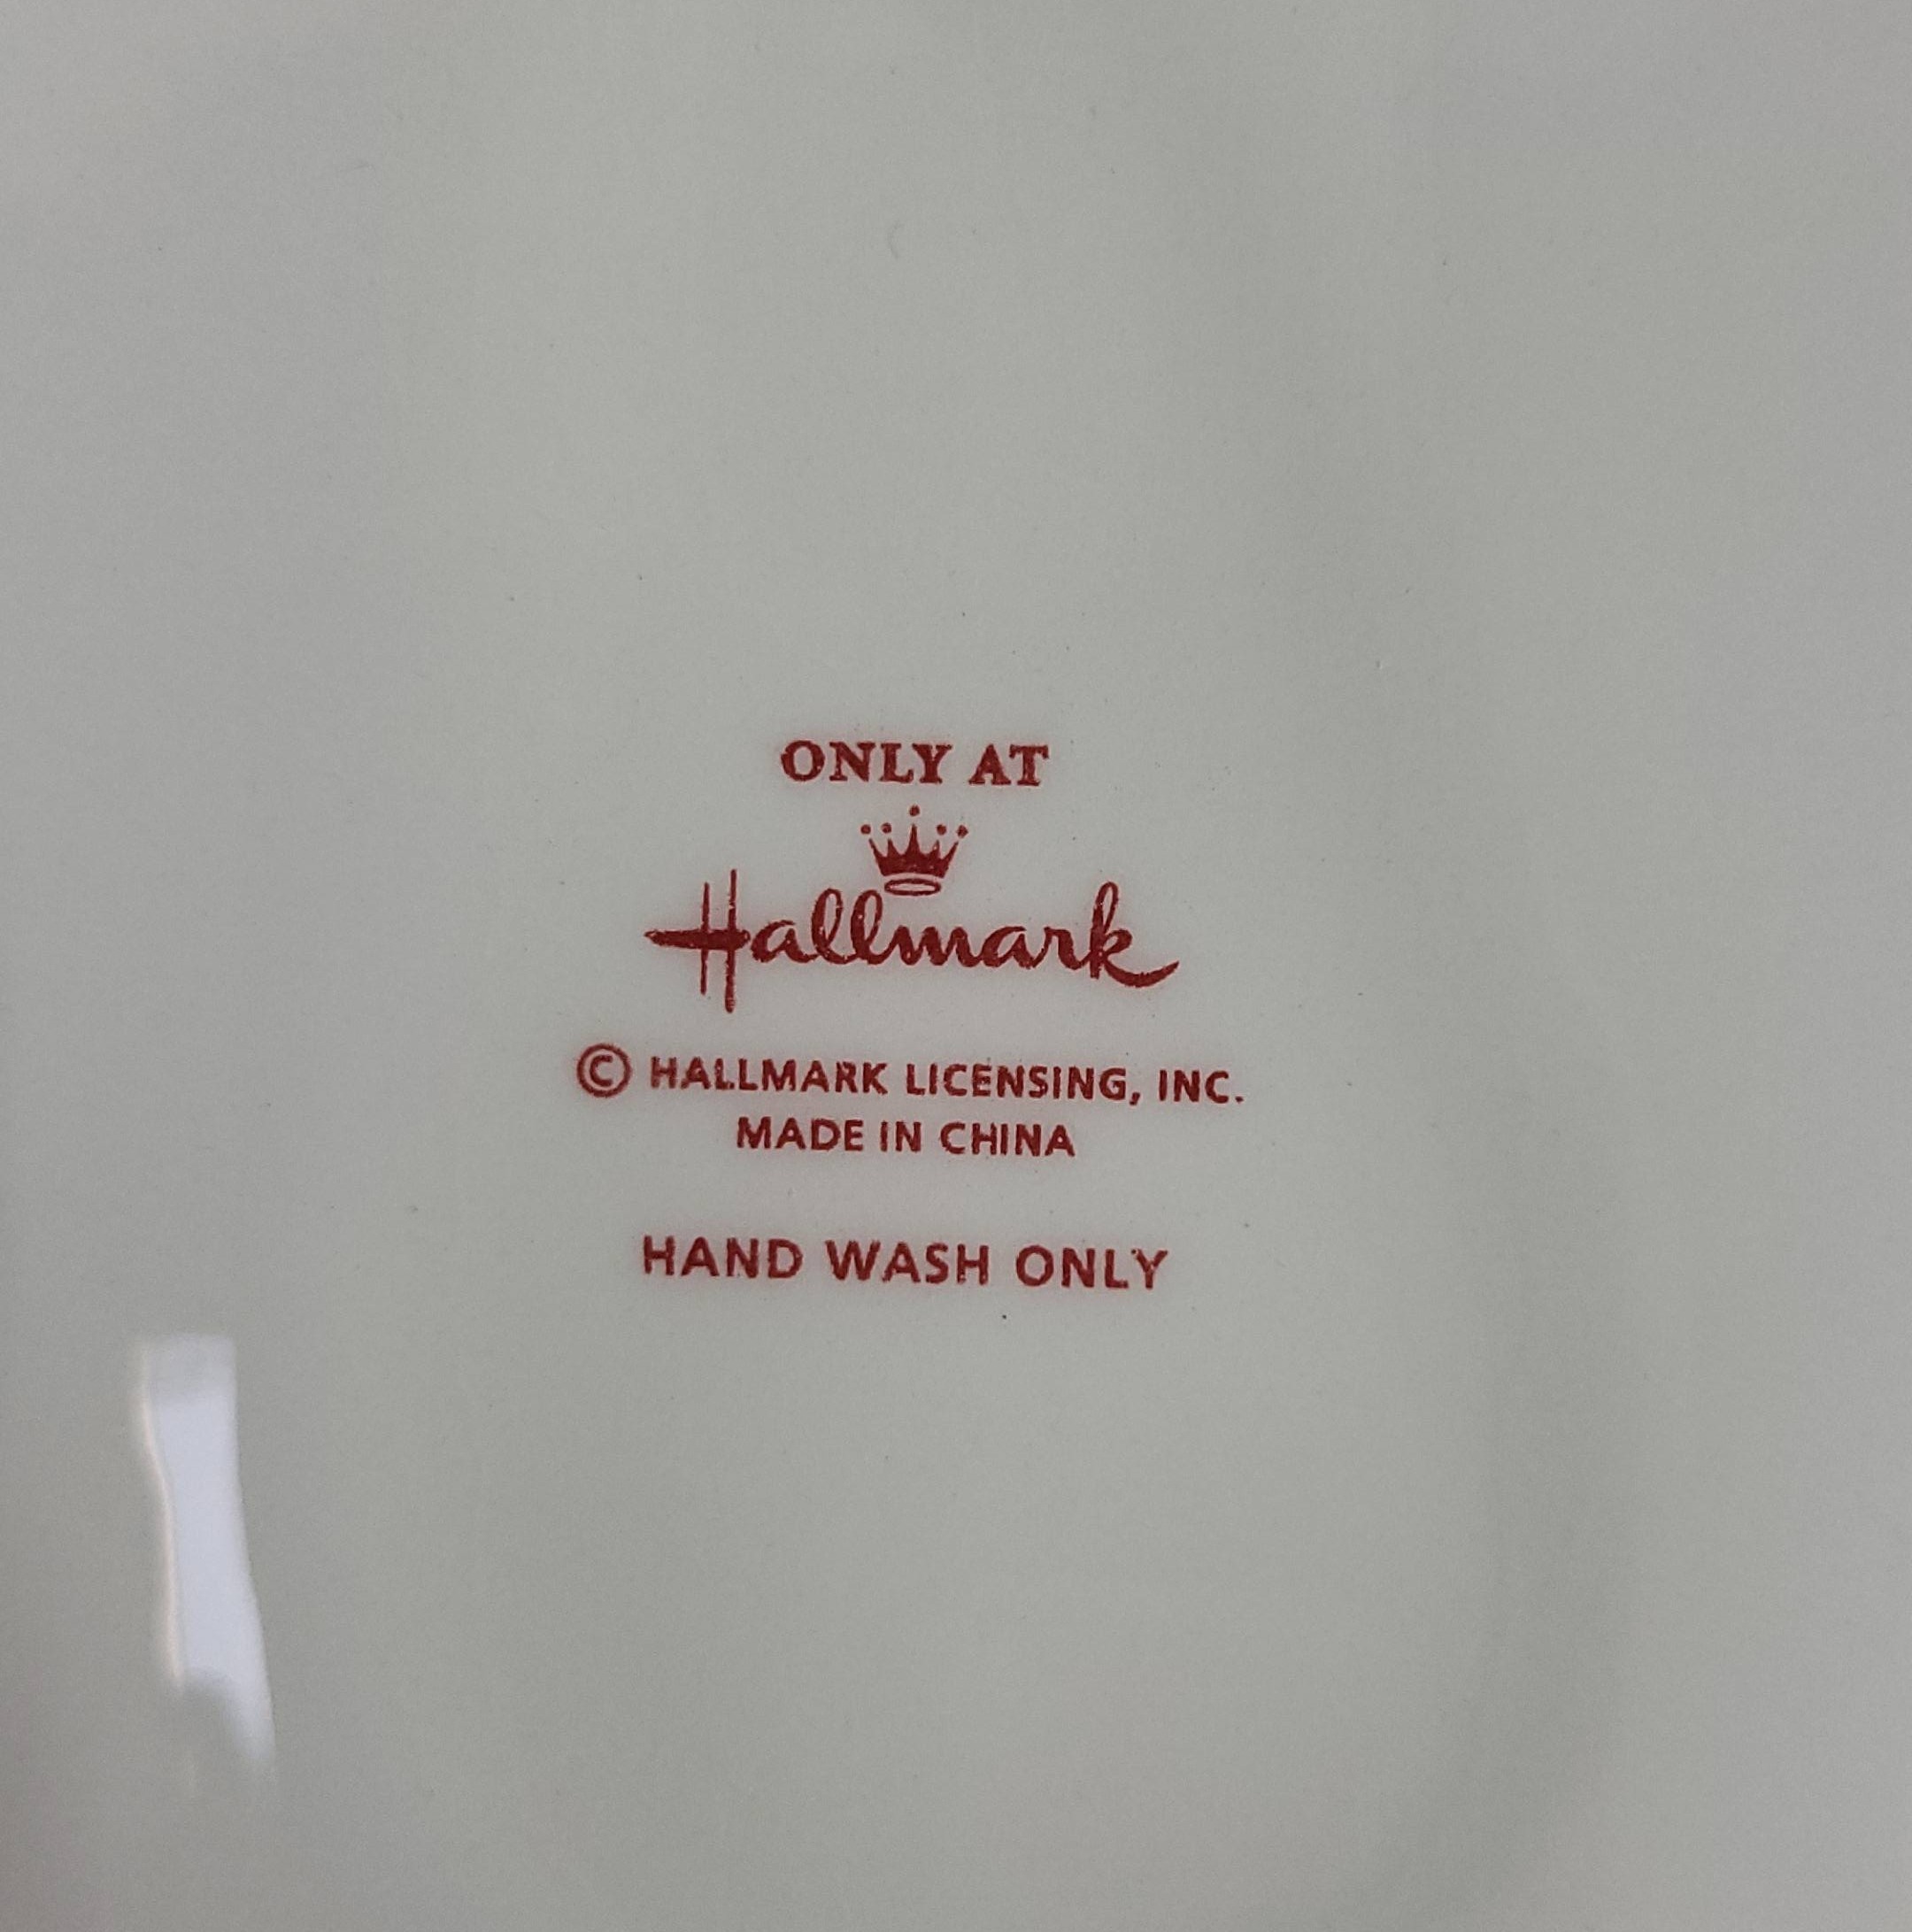 ONLY AT
Hallmark
© HALLMARK LICENSING, INC.
MADE IN CHINA
HAND WASH ONLY